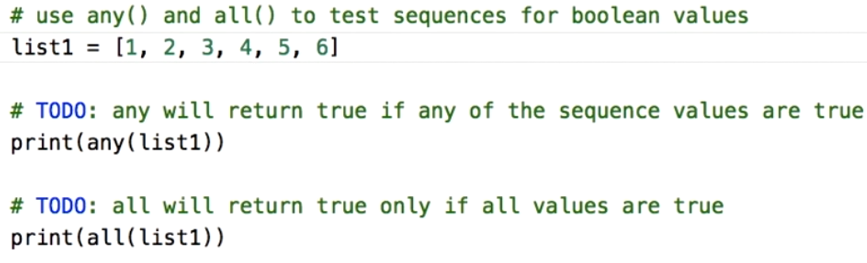 # use any() and all() to test sequences for boolean values
list1 = [1, 2, 3, 4, 5, 6]
# TODO: any will return true if any of the sequence values are true
print(any(list1))
# TODO: all will return true only if all values are true
print(all(list1))